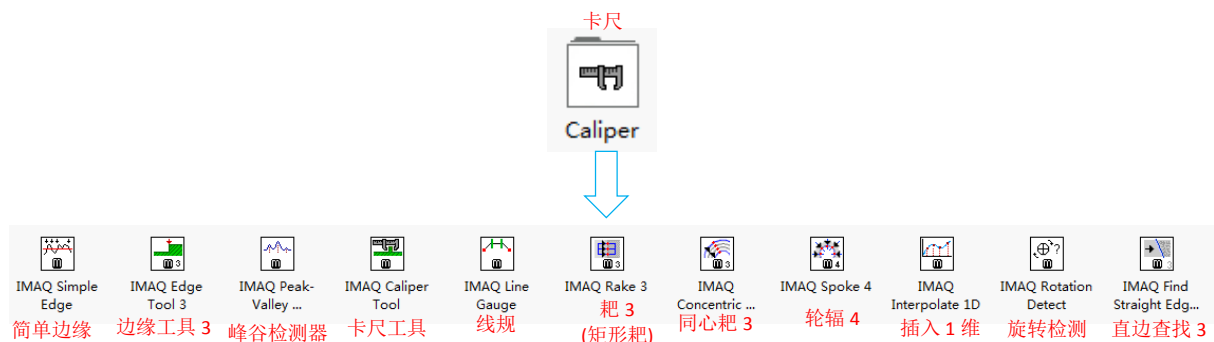 卡尺
Caliper
IMAQ Simple Edge
简单边缘
IMAQ Edge Tool 3
边缘工具 3
IMAQ Peak-Valley ...
峰谷检测器
IMAQ Caliper Tool
卡尺工具
IMAQ Line Gauge
线规
IMAQ Rake 3
耙 3
(矩形耙)
IMAQ Concentric ...
同心耙 3
IMAQ Spoke 4
轮辐 4
IMAQ Interpolate 1D
插入 1 维
IMAQ Rotation Detect
旋转检测
IMAQ Find Straight Edg...
直边查找 3